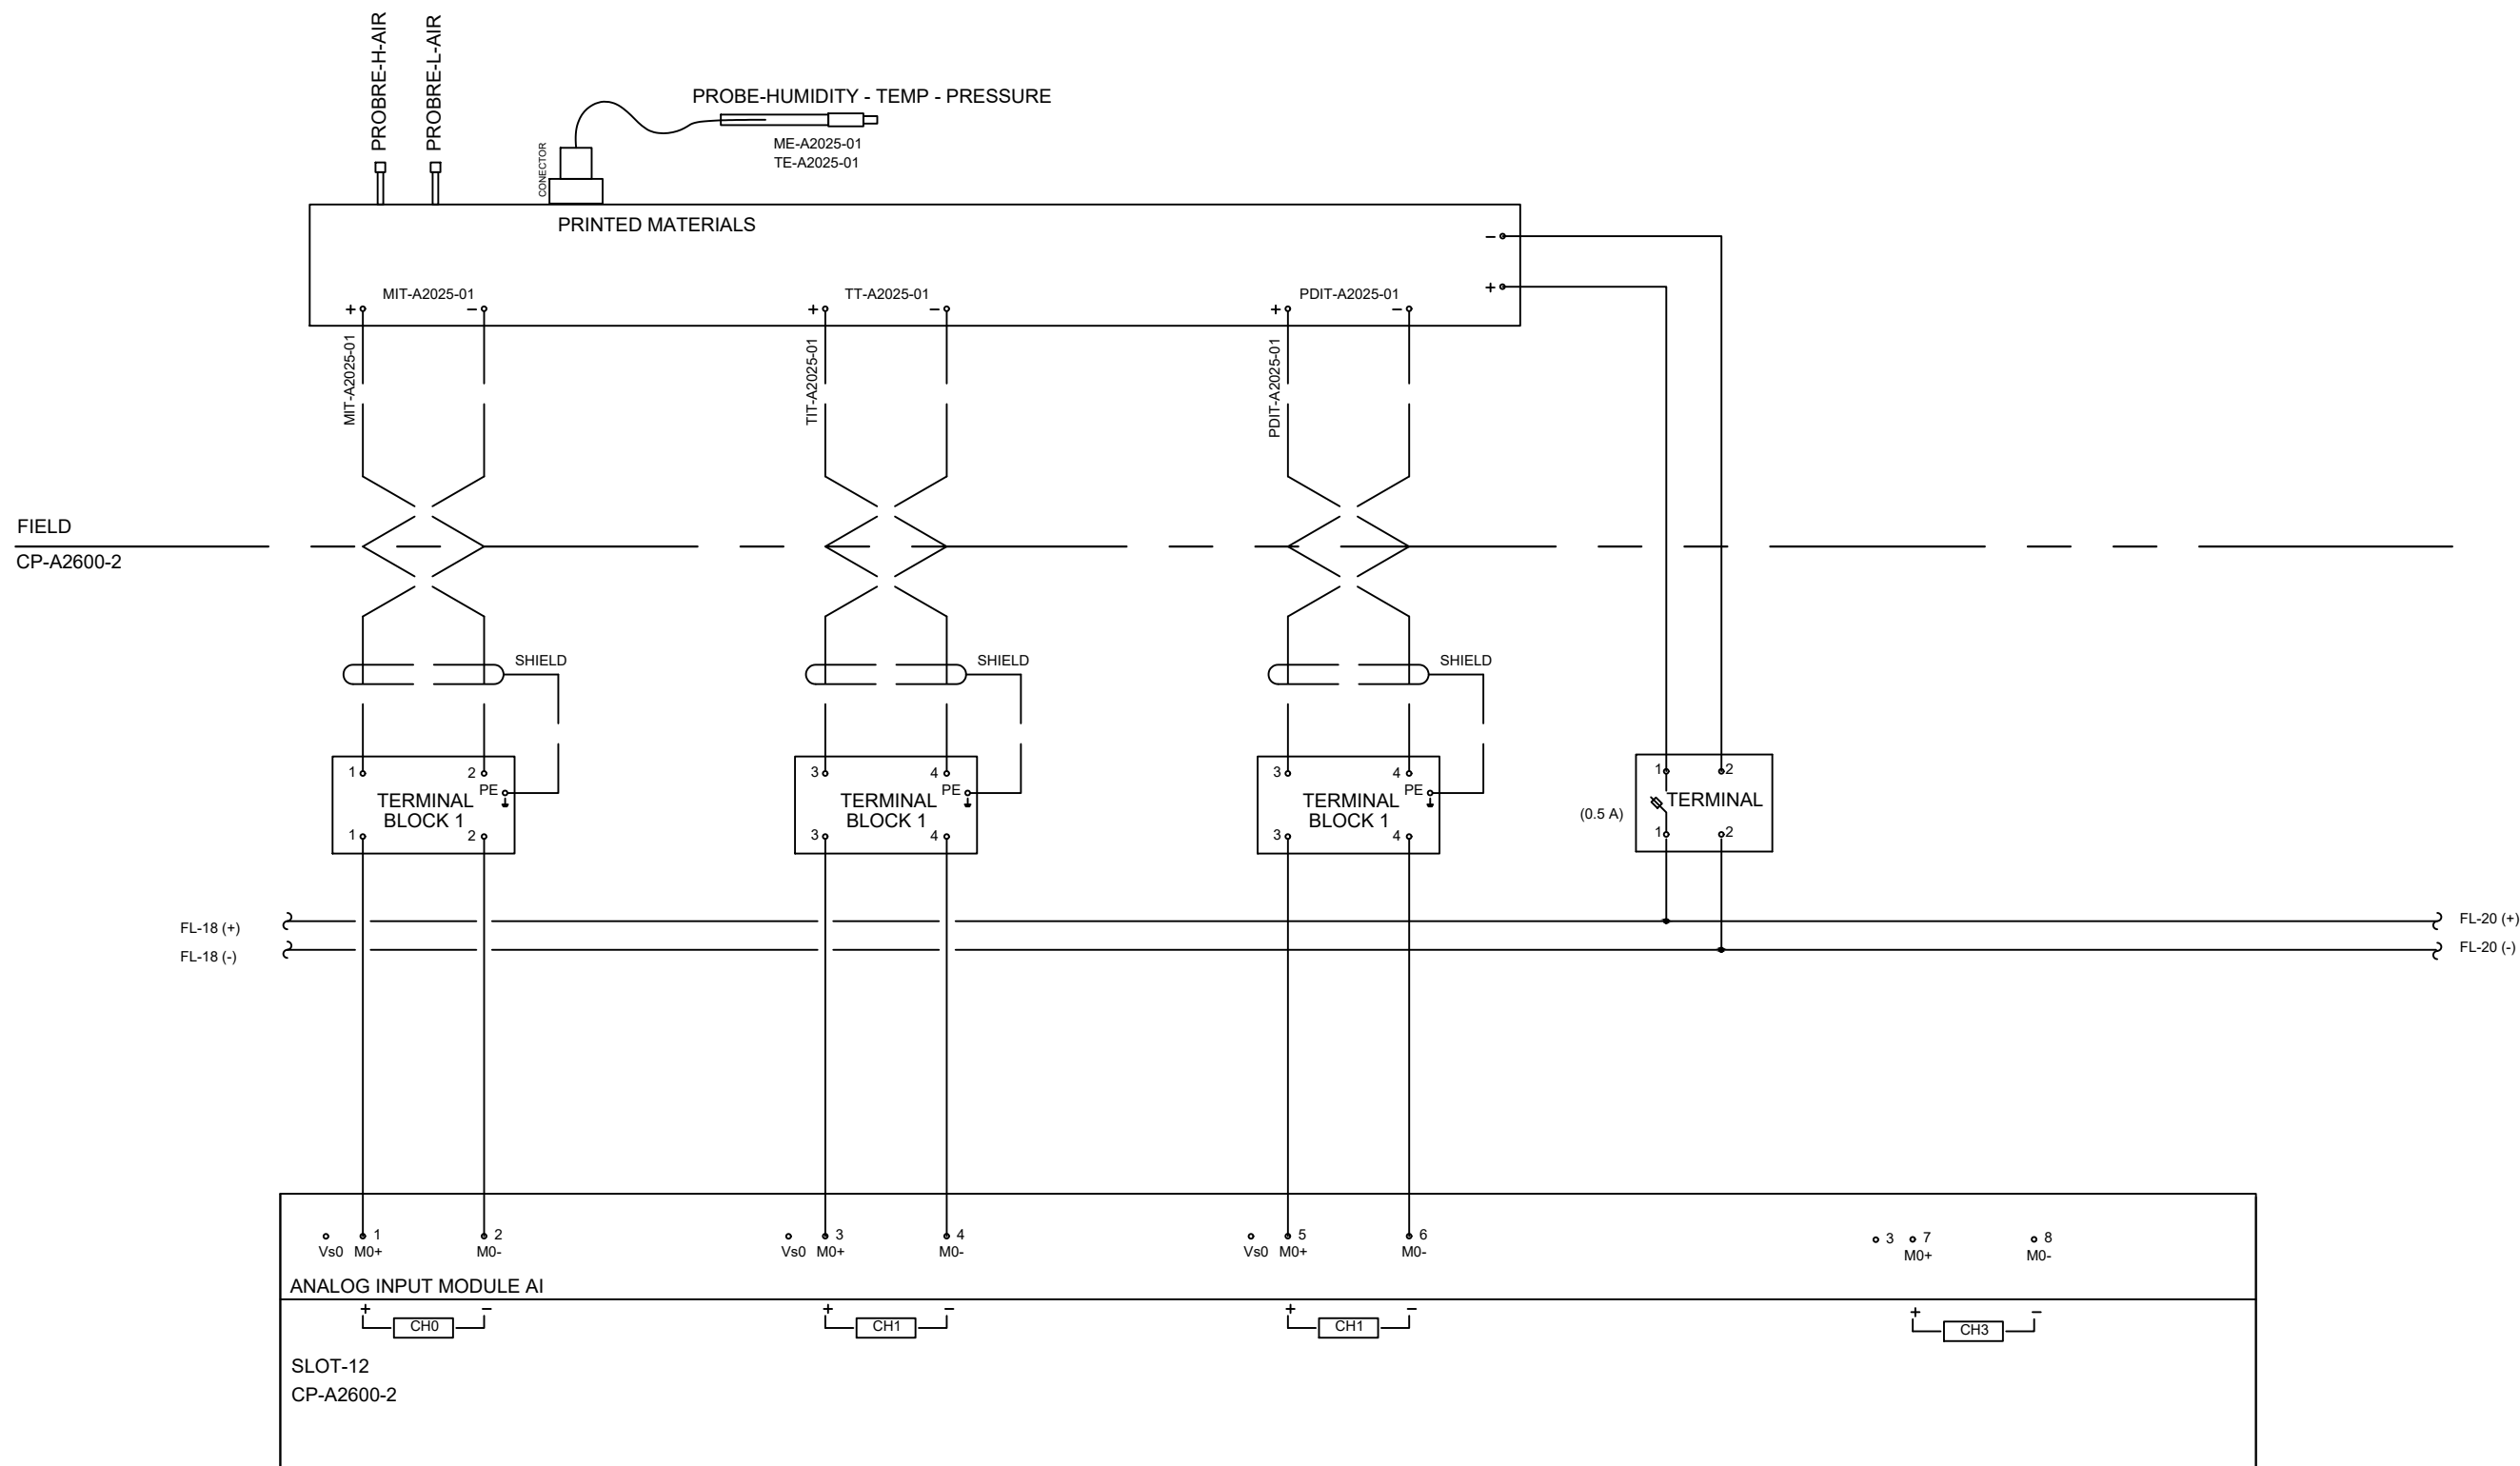 PROBRE-H-AIR
PROBRE-L-AIR
PROBE-HUMIDITY - TEMP - PRESSURE
ME-A2025-01
TE-A2025-01
CONECTOR
PRINTED MATERIALS
-
+
MIT-A2025-01
TT-A2025-01
PDIT-A2025-01
+ -
+ -
+ -
MIT-A2025-01
TIT-A2025-01
PDIT-A2025-01
FIELD
CP-A2600-2
SHIELD
SHIELD
SHIELD
1 2
PE
TERMINAL
BLOCK 1
1 2
3 4
PE
TERMINAL
BLOCK 1
3 4
3 4
PE
TERMINAL
BLOCK 1
3 4
1 2
TERMINAL
(0.5 A)
1 2
FL-18 (+)
FL-18 (-)
FL-20 (+)
FL-20 (-)
1 2
Vs0 M0+ M0-
3 4
Vs0 M0+ M0-
5 6
Vs0 M0+ M0-
3 7 8
M0+ M0-
ANALOG INPUT MODULE AI
+ CH0 -
+ CH1 -
+ CH1 -
+ CH3 -
SLOT-12
CP-A2600-2